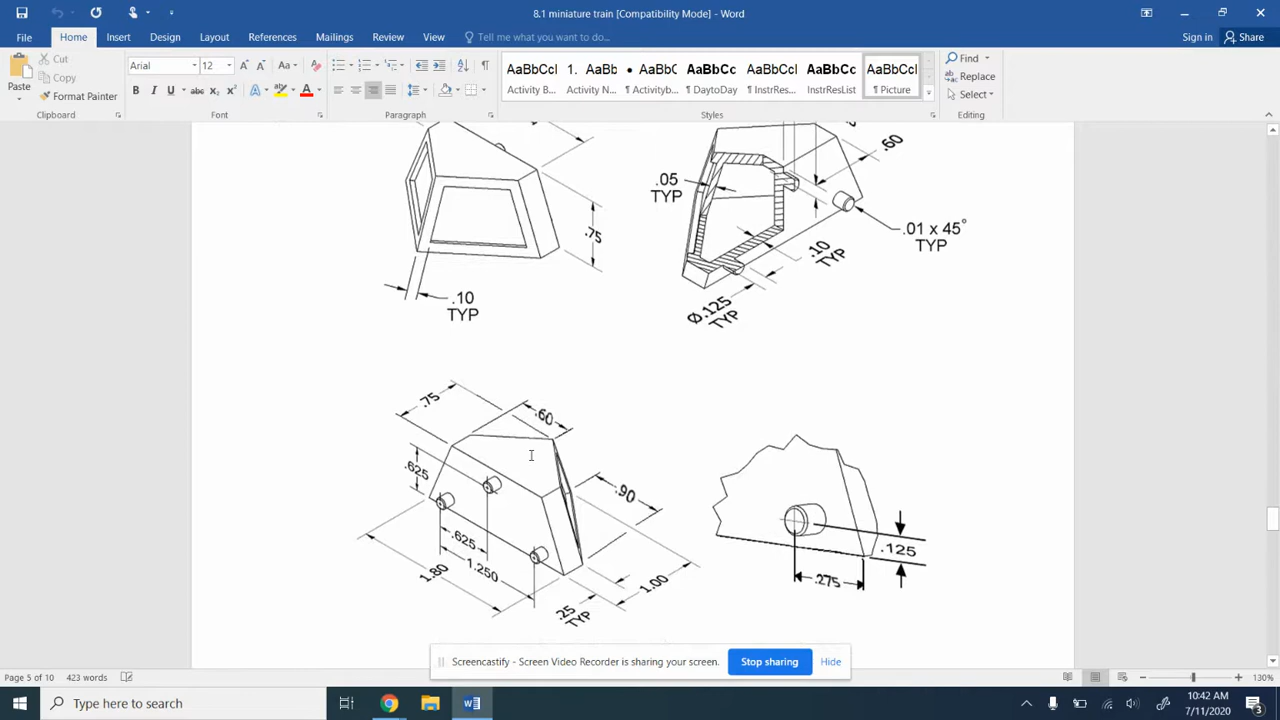 8.1 miniature train [Compatibility Mode] - Word
File Home Insert Design Layout References Mailings Review View Tell me what you want to do... Sign in Share
Paste
Cut
Copy
Format Painter
Clipboard
Arial 12
Font
Paragraph
AaBbCcI AaBb AaBbC AaBbCc AaBbCcI AaBbCc AaBbCcI
Activity B... Activity N... Activityb... DaytoDay InstrRes... InstrResList Picture
Styles
Find
Replace
Select
Editing
.75
.10
TYP
.05
TYP
.60
.01 x 45°
TYP
.10
TYP
Ø.125
TYP
.75
.60
.625
.90
.625
1.250
1.80
1.00
.25
TYP
.125
.275
Screencastify - Screen Video Recorder is sharing your screen. Stop sharing Hide
Page 5 of 10 423 words 130%
Type here to search
10:42 AM
7/11/2020
3